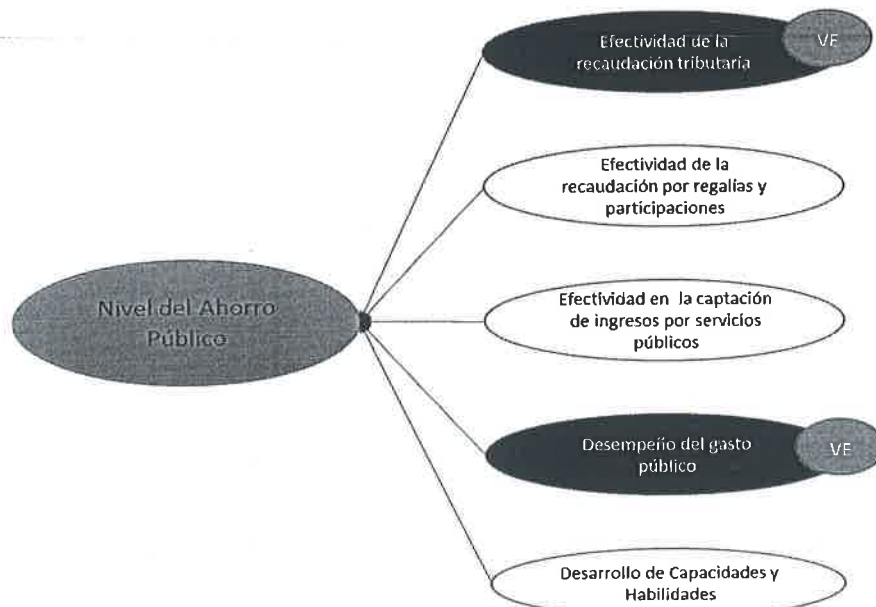 Efectividad de la
recaudación tributaria
VE
Efectividad de la
recaudación por regalías y
participaciones
Nivel del Ahorro
Público
Efectividad en la captación
de ingresos por servicios
públicos
Desempeño del gasto
público
VE
Desarrollo de Capacidades y
Habilidades